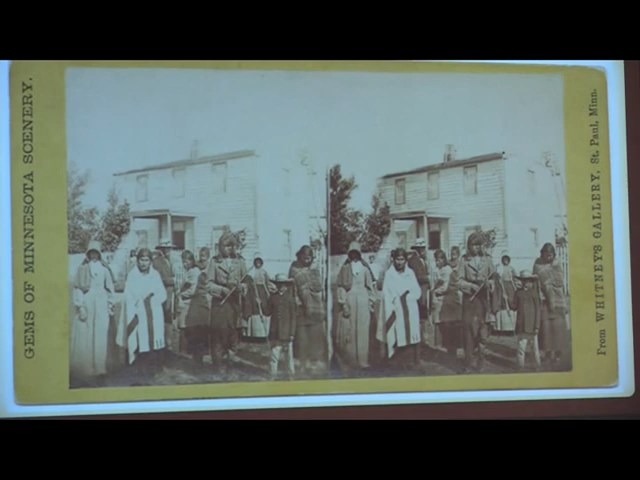 GEMS OF MINNESOTA SCENERY.
From WHITNEY'S GALLERY, St. Paul, Minn.